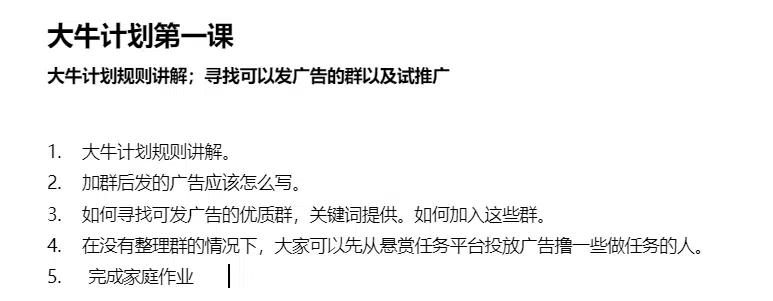 大牛计划第一课
大牛计划规则讲解；寻找可以发广告的群以及试推广
1. 大牛计划规则讲解。
2. 加群后发的广告应该怎么写。
3. 如何寻找可发广告的优质群，关键词提供。如何加入这些群。
4. 在没有整理群的情况下，大家可以先从悬赏任务平台投放广告撸一些做任务的人。
5. 完成家庭作业